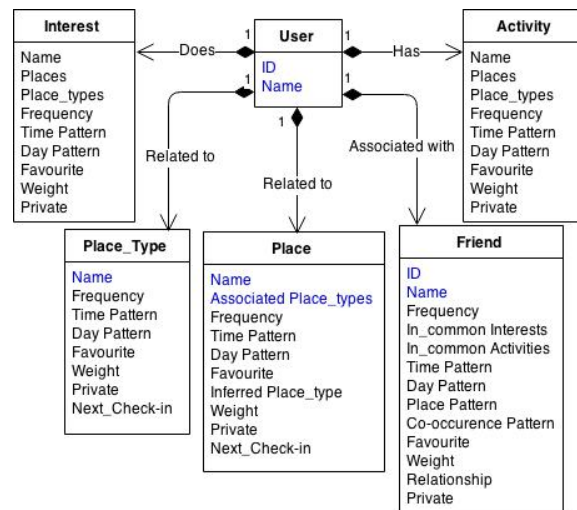 Interest
Name
Places
Place_types
Frequency
Time Pattern
Day Pattern
Favourite
Weight
Private
Does
1
User
ID
Name
1
Has
Activity
Name
Places
Place_types
Frequency
Time Pattern
Day Pattern
Favourite
Weight
Private
1
Related to
1
Related to
1
Associated with
Place_Type
Name
Frequency
Time Pattern
Day Pattern
Favourite
Weight
Private
Next_Check-in
Place
Name
Associated Place_types
Frequency
Time Pattern
Day Pattern
Favourite
Inferred Place_type
Weight
Private
Next_Check-in
Friend
ID
Name
Frequency
In_common Interests
In_common Activities
Time Pattern
Day Pattern
Place Pattern
Co-occurence Pattern
Favourite
Weight
Relationship
Private